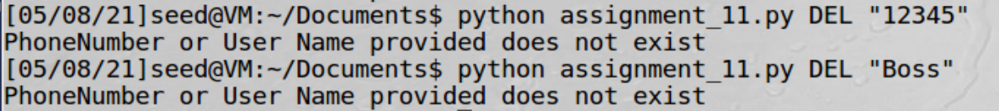 [05/08/21]seed@VM:~/Documents$ python assignment_11.py DEL "12345"
PhoneNumber or User Name provided does not exist
[05/08/21]seed@VM:~/Documents$ python assignment_11.py DEL "Boss"
PhoneNumber or User Name provided does not exist